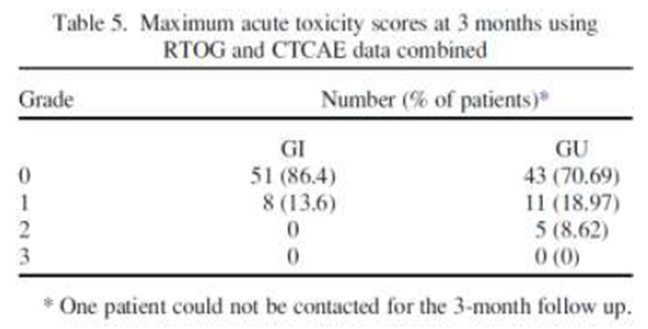 Table 5. Maximum acute toxicity scores at 3 months using
RTOG and CTCAE data combined
Grade Number (% of patients)*
GI GU
0 51 (86.4) 43 (70.69)
1 8 (13.6) 11 (18.97)
2 0 5 (8.62)
3 0 0 (0)
* One patient could not be contacted for the 3-month follow up.